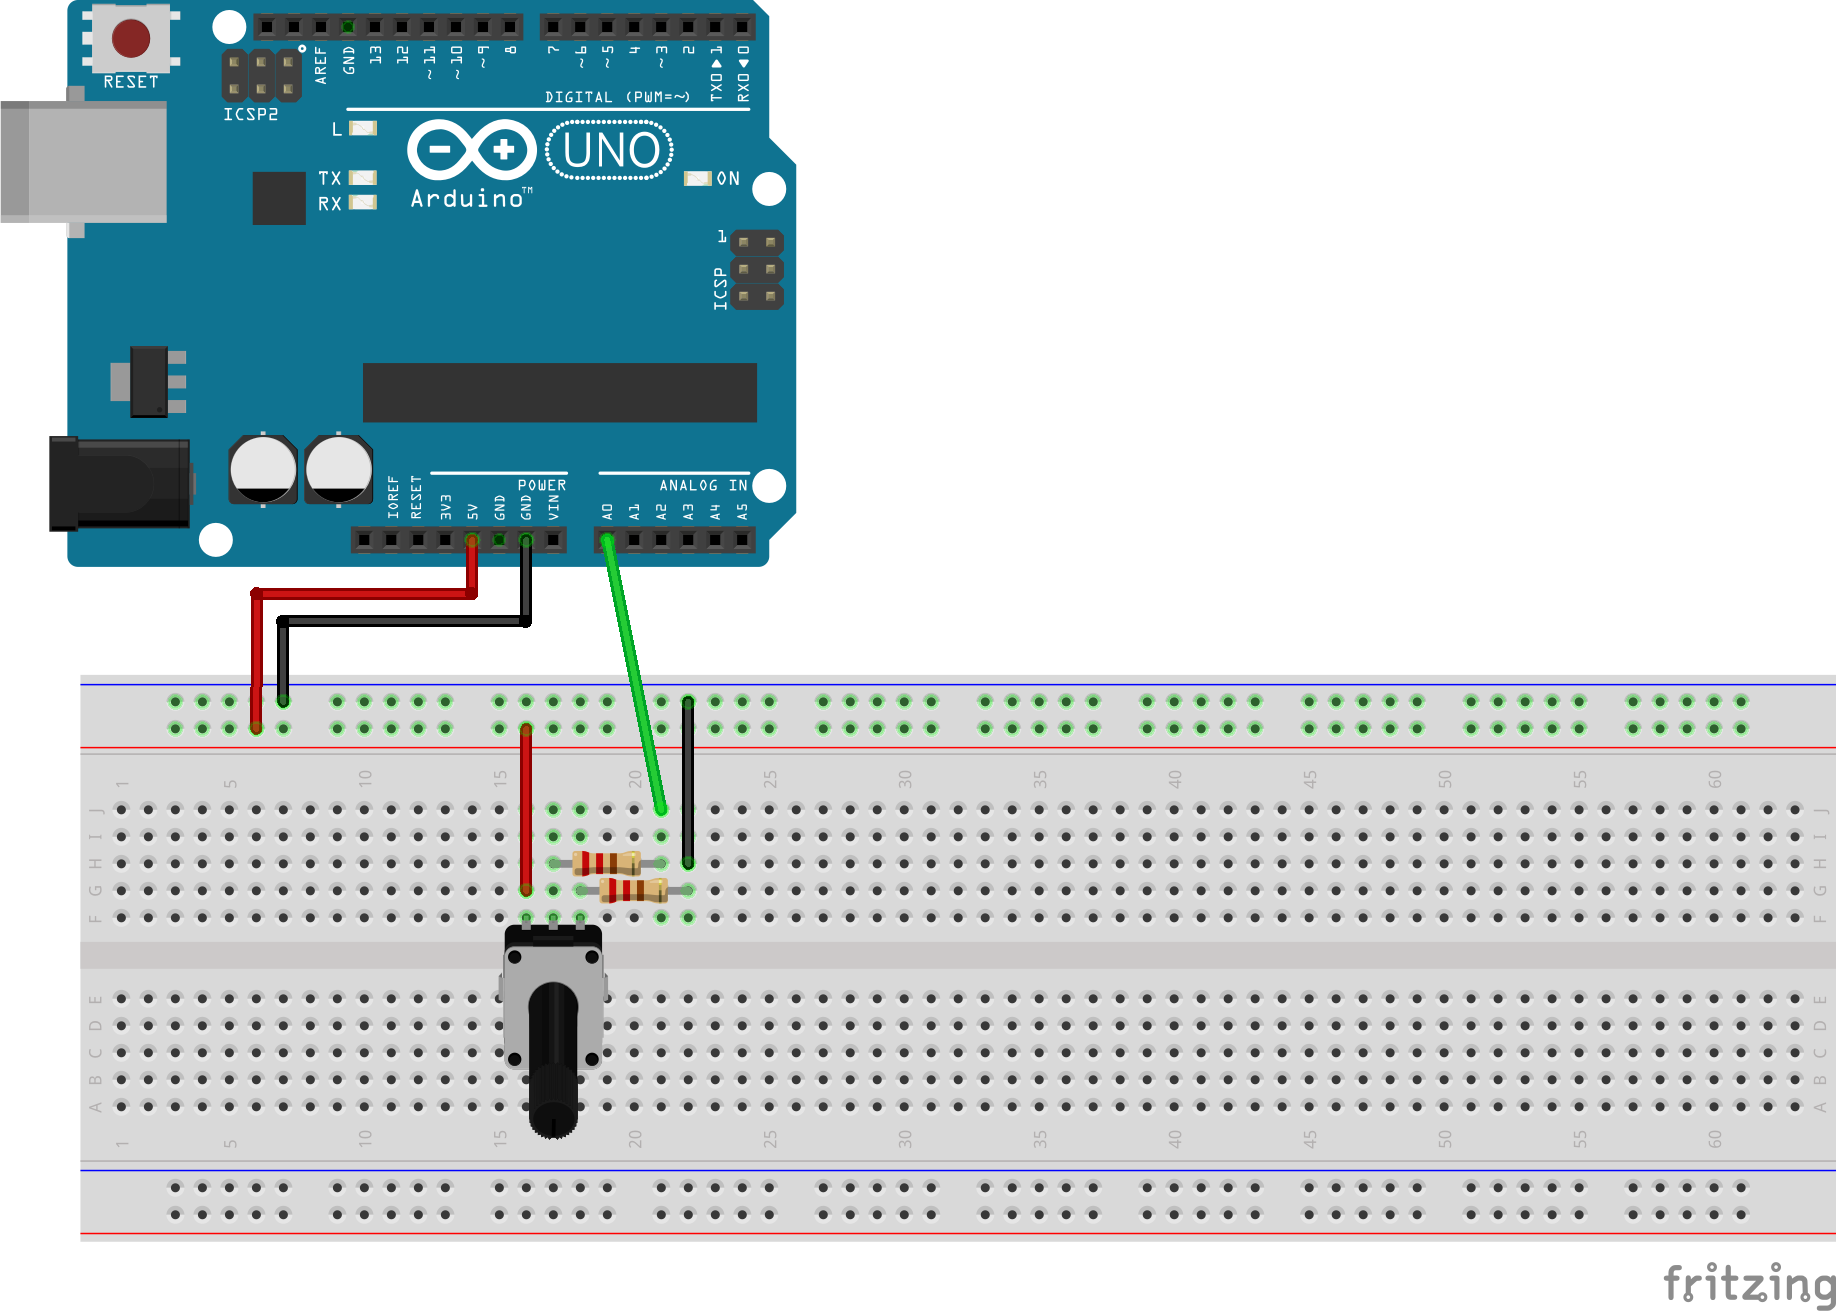 RESET
ICSP2
AREF
GND
13
12
~11
~10
~9
8
7
~6
~5
4
~3
2
TX0▶1
RX0◀0
DIGITAL (PWM=~)
L
TX
RX
Arduino™
UNO
ON
1
ICSP
POWER
ANALOG IN
IOREF
RESET
3V3
5V
GND
GND
VIN
A0
A1
A2
A3
A4
A5
1 5 10 15 20 25 30 35 40 45 50 55 60
J J
I I
H H
G G
F F
E E
D D
C C
B B
A A
1 5 10 15 20 25 30 35 40 45 50 55 60
fritzing